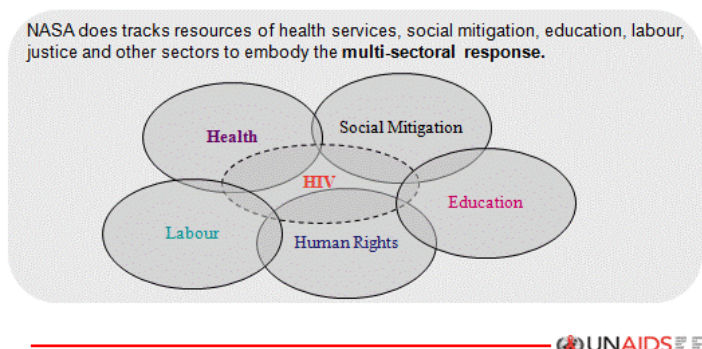 NASA does tracks resources of health services, social mitigation, education, labour,
justice and other sectors to embody the multi-sectoral response.
Social Mitigation
Health
HIV
Education
Labour
Human Rights
UNAIDS